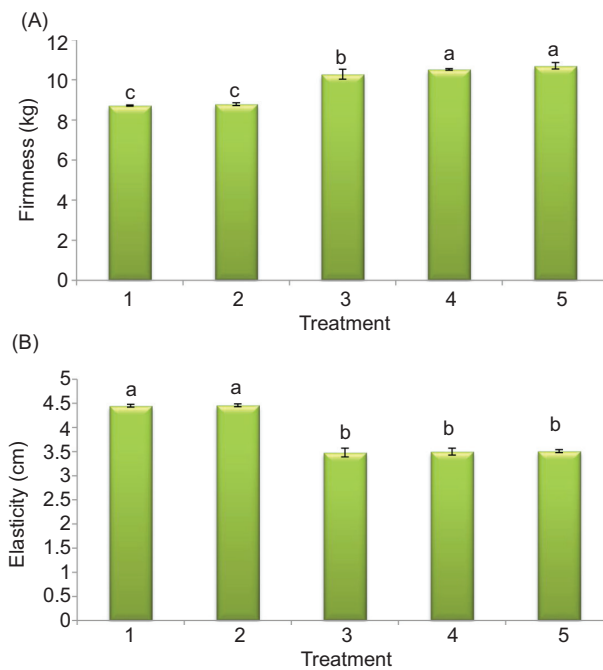 (A)
12
10
8
6
4
2
0
Firmness (kg)
c c b a a
1 2 3 4 5
Treatment
(B)
5
4.5
4
3.5
3
2.5
2
1.5
1
0.5
0
Elasticity (cm)
a a b b b
1 2 3 4 5
Treatment